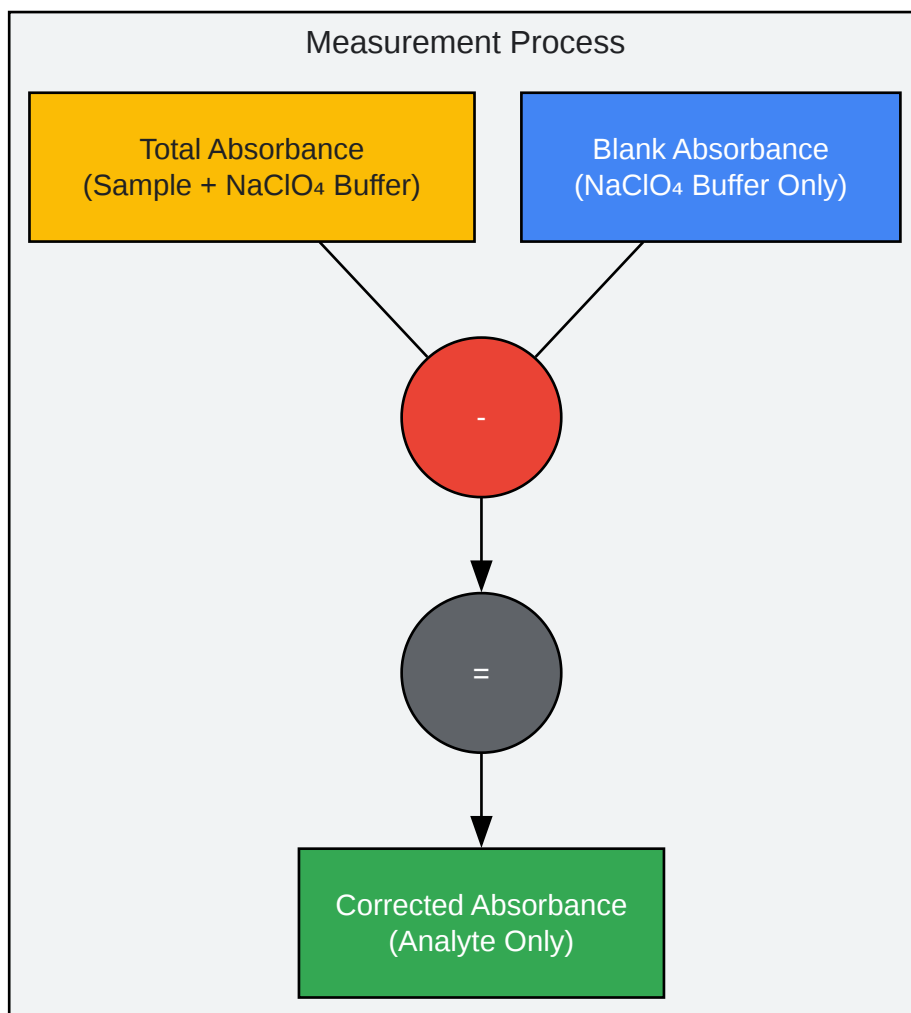 Measurement Process
Total Absorbance
(Sample + NaClO₄ Buffer)
Blank Absorbance
(NaClO₄ Buffer Only)
-
=
Corrected Absorbance
(Analyte Only)